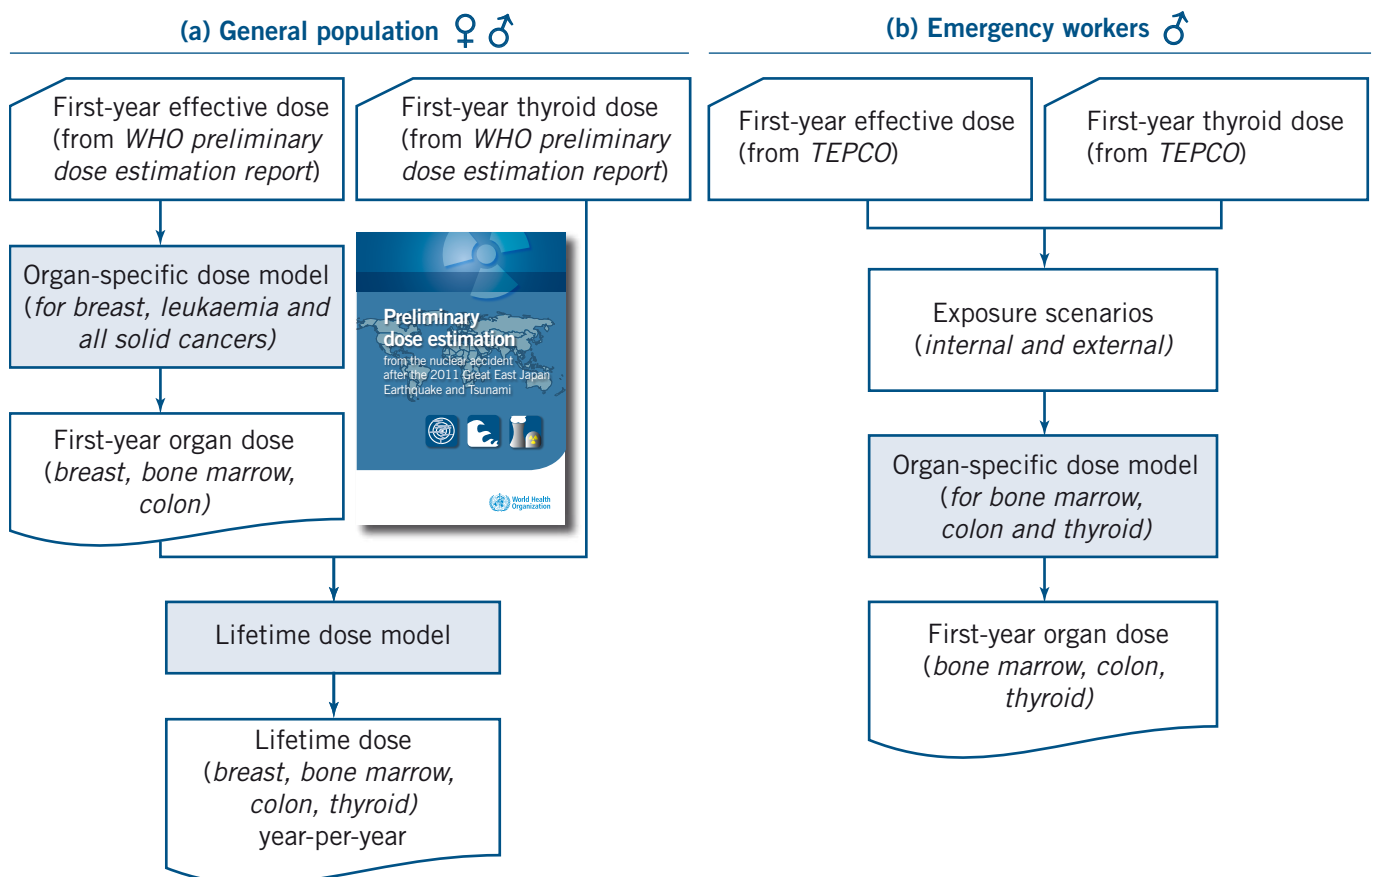 (a) General population ♀ ♂
First-year effective dose
(from WHO preliminary
dose estimation report)
First-year thyroid dose
(from WHO preliminary
dose estimation report)
Organ-specific dose model
(for breast, leukaemia and
all solid cancers)
Preliminary
dose estimation
from the nuclear accident
after the 2011 Great East Japan
Earthquake and Tsunami
World Health
Organization
First-year organ dose
(breast, bone marrow,
colon)
Lifetime dose model
Lifetime dose
(breast, bone marrow,
colon, thyroid)
year-per-year
(b) Emergency workers ♂
First-year effective dose
(from TEPCO)
First-year thyroid dose
(from TEPCO)
Exposure scenarios
(internal and external)
Organ-specific dose model
(for bone marrow,
colon and thyroid)
First-year organ dose
(bone marrow, colon,
thyroid)